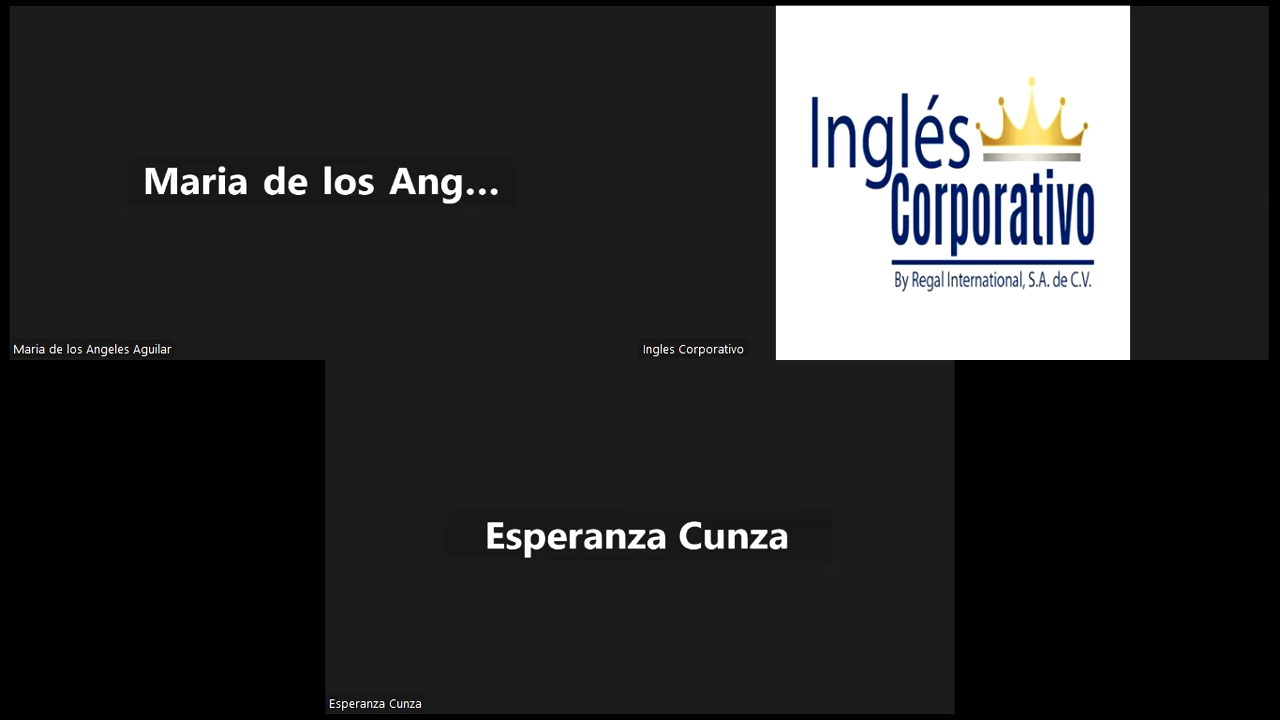 Maria de los Ang...
Maria de los Angeles Aguilar
Inglés
Corporativo
By Regal International, S.A. de C.V.
Ingles Corporativo
Esperanza Cunza
Esperanza Cunza